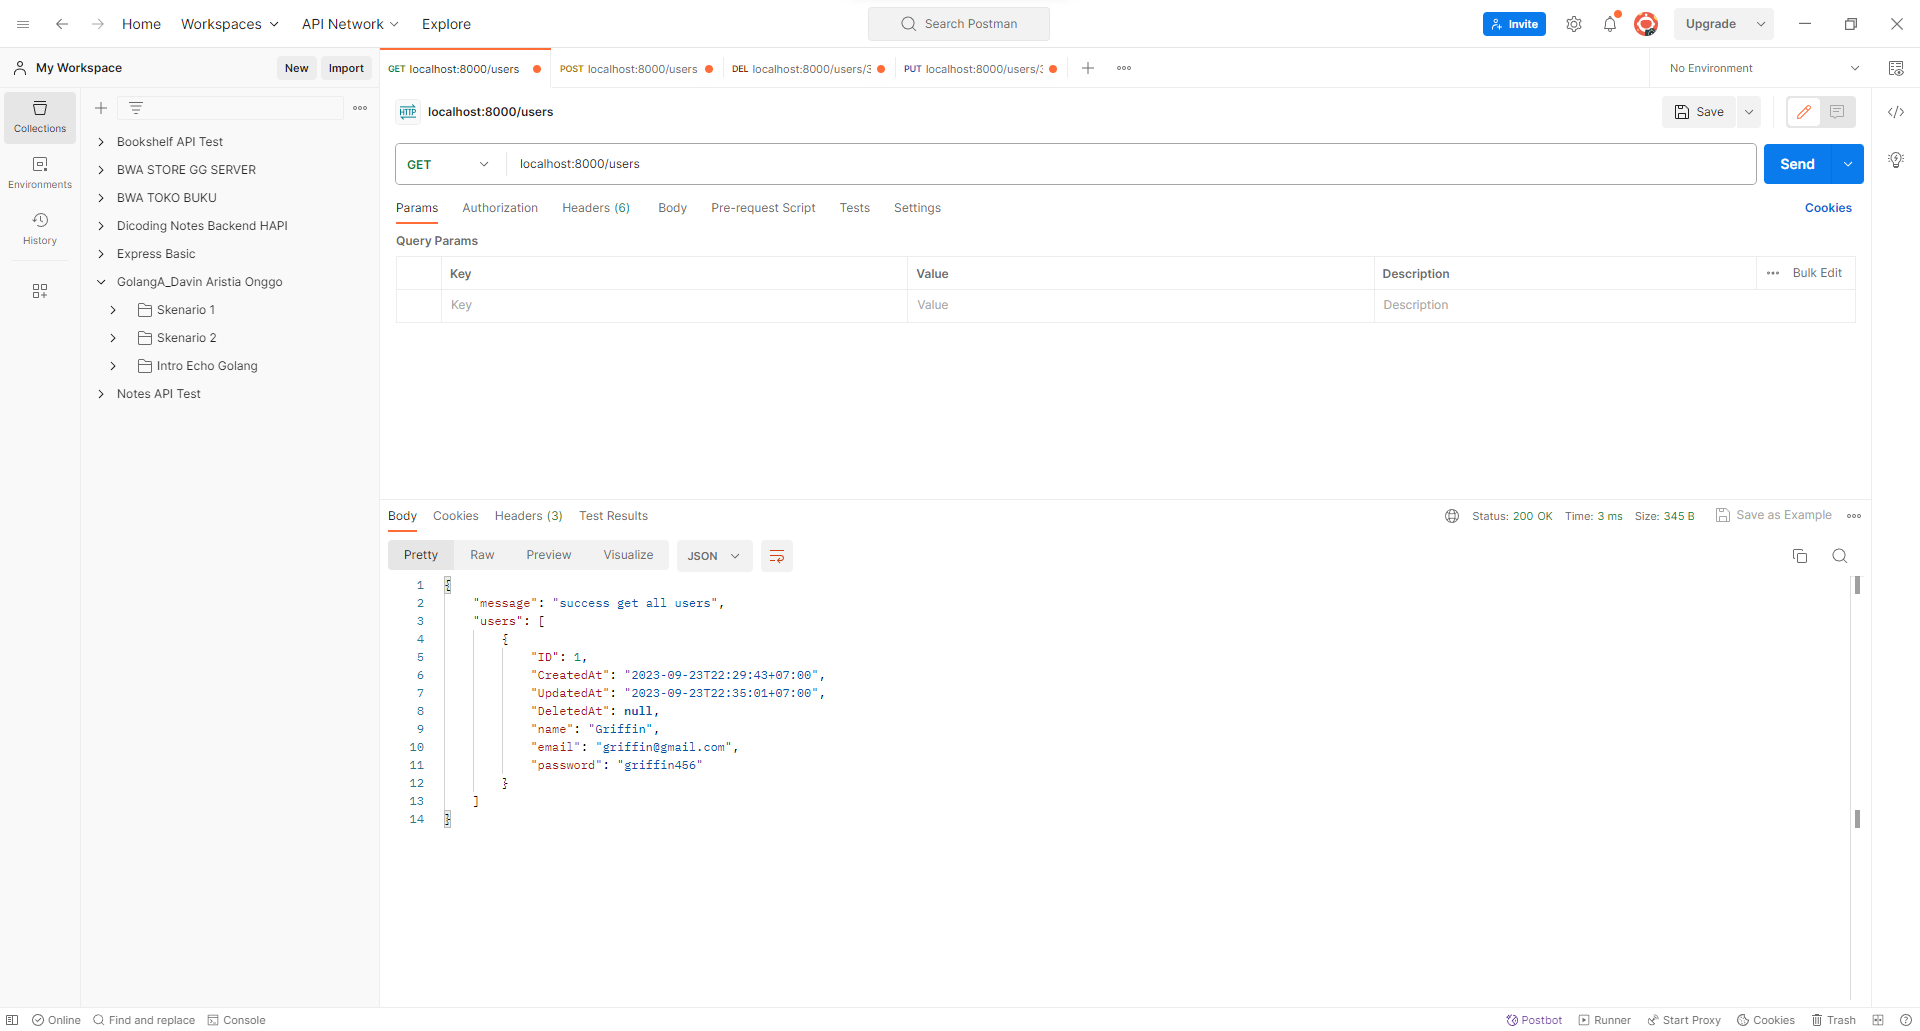 Home Workspaces API Network Explore Search Postman Invite Upgrade
My Workspace New Import
GET localhost:8000/users POST localhost:8000/users DEL localhost:8000/users/ PUT localhost:8000/users/ No Environment
Collections
Environments
History
Bookshelf API Test
BWA STORE GG SERVER
BWA TOKO BUKU
Dicoding Notes Backend HAPI
Express Basic
GolangA_Davin Aristia Onggo
Skenario 1
Skenario 2
Intro Echo Golang
Notes API Test
HTTP localhost:8000/users Save
GET localhost:8000/users Send
Params Authorization Headers (6) Body Pre-request Script Tests Settings Cookies
Query Params
Key Value Description Bulk Edit
Key Value Description
Body Cookies Headers (3) Test Results Status: 200 OK Time: 3 ms Size: 345 B Save as Example
Pretty Raw Preview Visualize JSON
1 {
2 "message": "success get all users",
3 "users": [
4 {
5 "ID": 1,
6 "CreatedAt": "2023-09-23T22:29:43+07:00",
7 "UpdatedAt": "2023-09-23T22:35:01+07:00",
8 "DeletedAt": null,
9 "name": "Griffin",
10 "email": "griffin@gmail.com",
11 "password": "griffin456"
12 }
13 ]
14 }
Online Find and replace Console Postbot Runner Start Proxy Cookies Trash